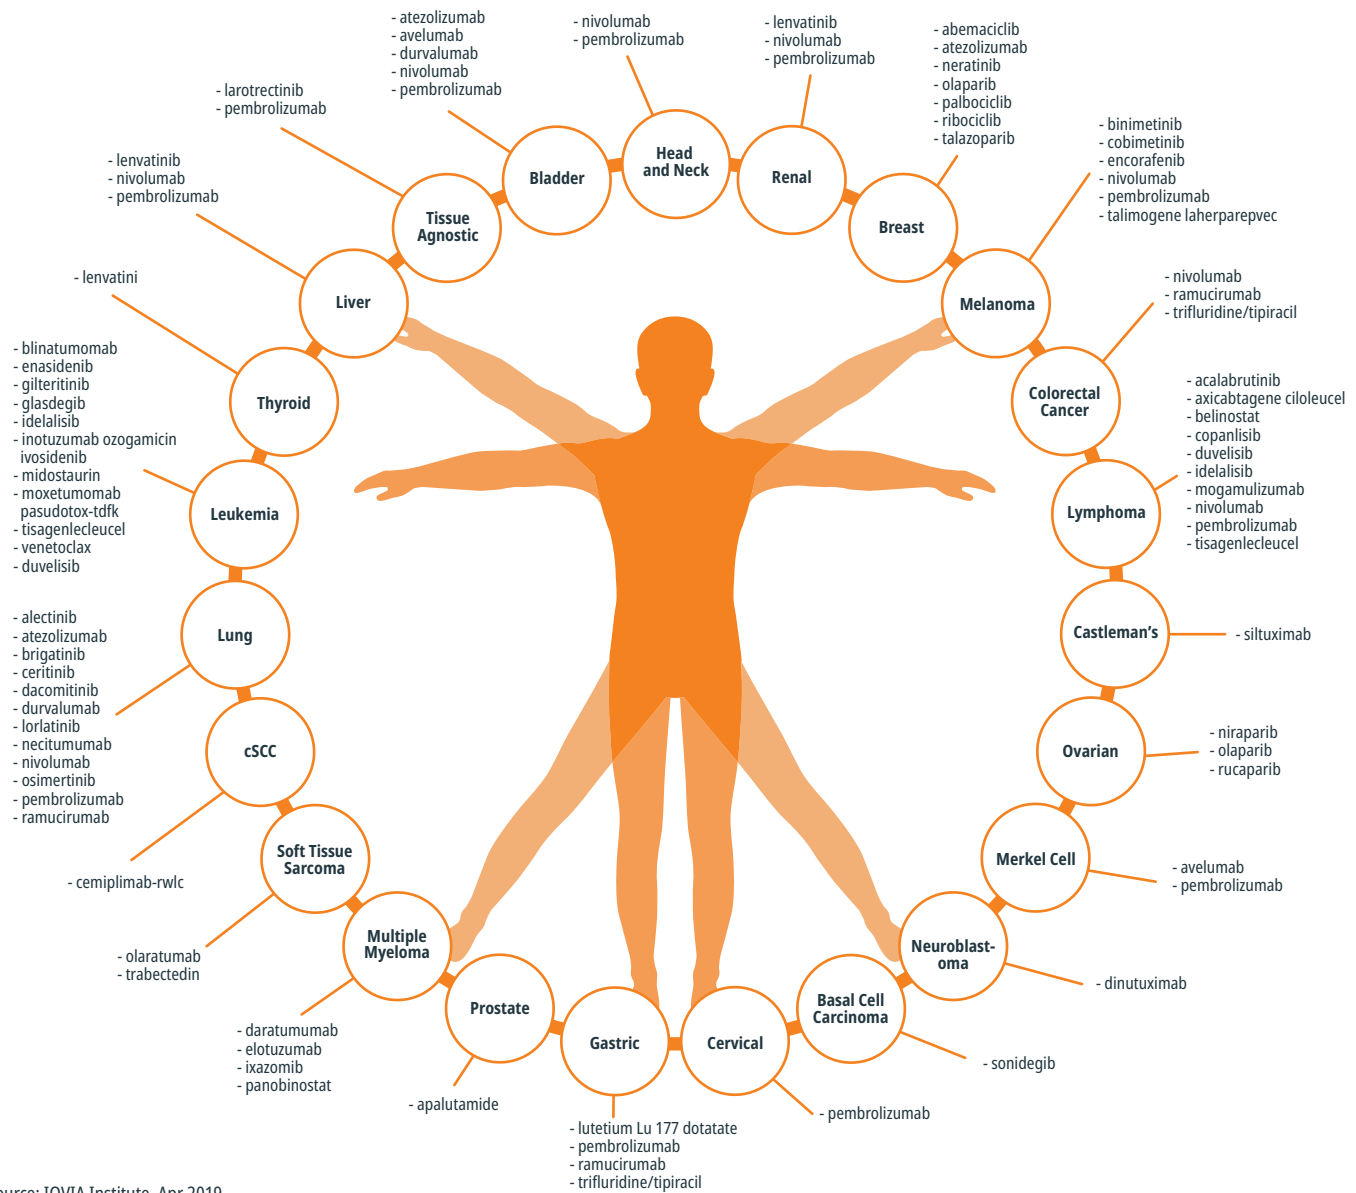 - atezolizumab
- avelumab
- durvalumab
- nivolumab
- pembrolizumab
- nivolumab
- pembrolizumab
- lenvatinib
- nivolumab
- pembrolizumab
- abemaciclib
- atezolizumab
- neratinib
- olaparib
- palbociclib
- ribociclib
- talazoparib
- larotrectinib
- pembrolizumab
- binimetinib
- cobimetinib
- encorafenib
- nivolumab
- pembrolizumab
- talimogene laherparepvec
- lenvatinib
- nivolumab
- pembrolizumab
Head
and Neck
Bladder
Renal
Tissue
Agnostic
Breast
- lenvatini
Liver
Melanoma
- nivolumab
- ramucirumab
- trifluridine/tipiracil
- blinatumomab
- enasidenib
- gilteritinib
- glasdegib
- idelalisib
- inotuzumab ozogamicin
ivosidenib
- midostaurin
- moxetumomab
pasudotox-tdfk
- tisagenlecleucel
- venetoclax
- duvelisib
Thyroid
Colorectal
Cancer
- acalabrutinib
- axicabtagene ciloleucel
- belinostat
- copanlisib
- duvelisib
- idelalisib
- mogamulizumab
- nivolumab
- pembrolizumab
- tisagenlecleucel
Leukemia
Lymphoma
- alectinib
- atezolizumab
- brigatinib
- ceritinib
- dacomitinib
- durvalumab
- lorlatinib
- necitumumab
- nivolumab
- osimertinib
- pembrolizumab
- ramucirumab
Lung
Castleman's
- siltuximab
cSCC
Ovarian
- niraparib
- olaparib
- rucaparib
- cemiplimab-rwlc
Soft Tissue
Sarcoma
Merkel Cell
- avelumab
- pembrolizumab
- olaratumab
- trabectedin
Multiple
Myeloma
Neuroblast-
oma
- dinutuximab
- daratumumab
- elotuzumab
- ixazomib
- panobinostat
Prostate
Basal Cell
Carcinoma
- sonidegib
Gastric
Cervical
- apalutamide
- pembrolizumab
- lutetium Lu 177 dotatate
- pembrolizumab
- ramucirumab
- trifluridine/tipiracil